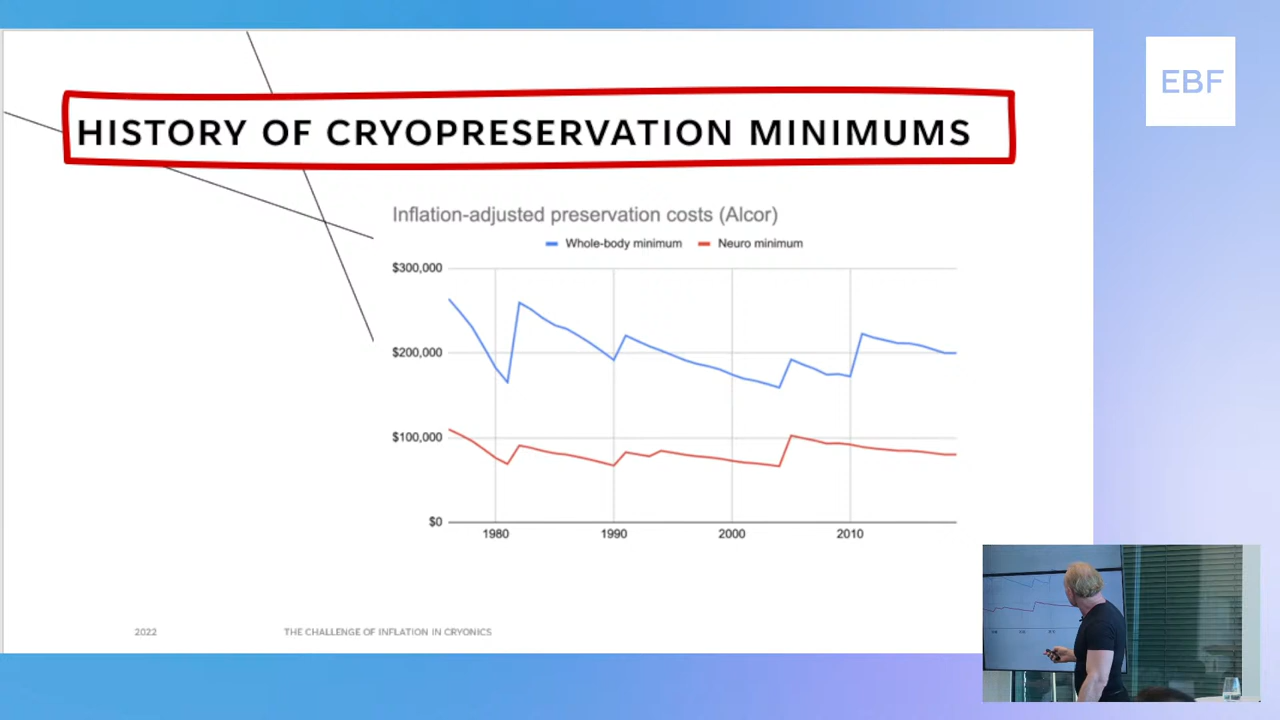 EBF
HISTORY OF CRYOPRESERVATION MINIMUMS
Inflation-adjusted preservation costs (Alcor)
Whole-body minimum Neuro minimum
$300,000
$200,000
$100,000
$0
1980 1990 2000 2010
2022 THE CHALLENGE OF INFLATION IN CRYONICS